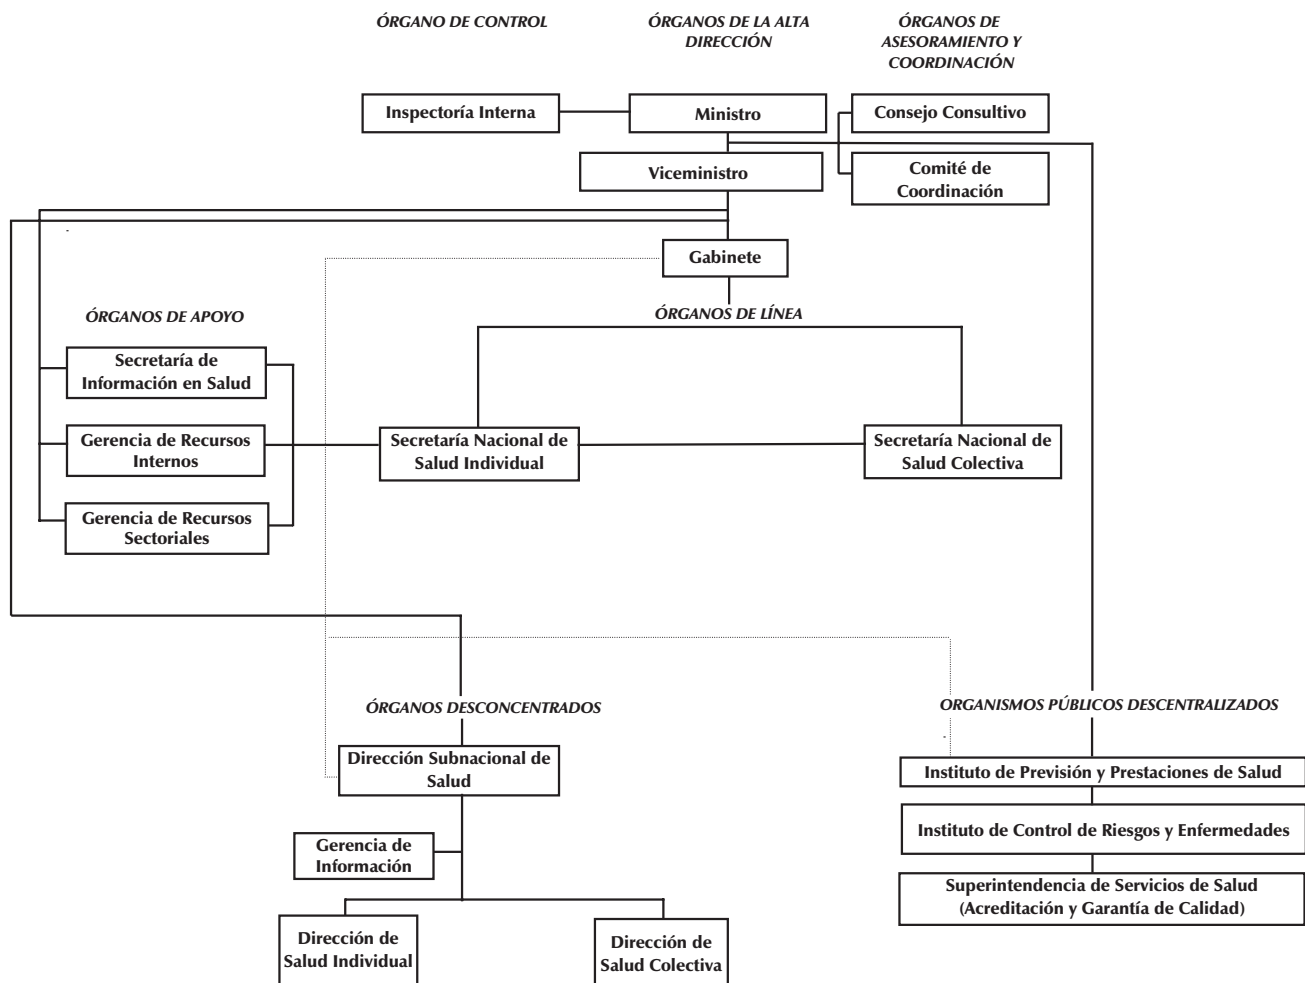 ÓRGANO DE CONTROL
ÓRGANOS DE LA ALTA
DIRECCIÓN
ÓRGANOS DE
ASESORAMIENTO Y
COORDINACIÓN
Inspectoría Interna
Ministro
Consejo Consultivo
Viceministro
Comité de
Coordinación
Gabinete
ÓRGANOS DE APOYO
ÓRGANOS DE LÍNEA
Secretaría de
Información en Salud
Gerencia de Recursos
Internos
Secretaría Nacional de
Salud Individual
Secretaría Nacional de
Salud Colectiva
Gerencia de Recursos
Sectoriales
ÓRGANOS DESCONCENTRADOS
ORGANISMOS PÚBLICOS DESCENTRALIZADOS
Dirección Subnacional de
Salud
Instituto de Previsión y Prestaciones de Salud
Gerencia de
Información
Instituto de Control de Riesgos y Enfermedades
Superintendencia de Servicios de Salud
(Acreditación y Garantía de Calidad)
Dirección de
Salud Individual
Dirección de
Salud Colectiva